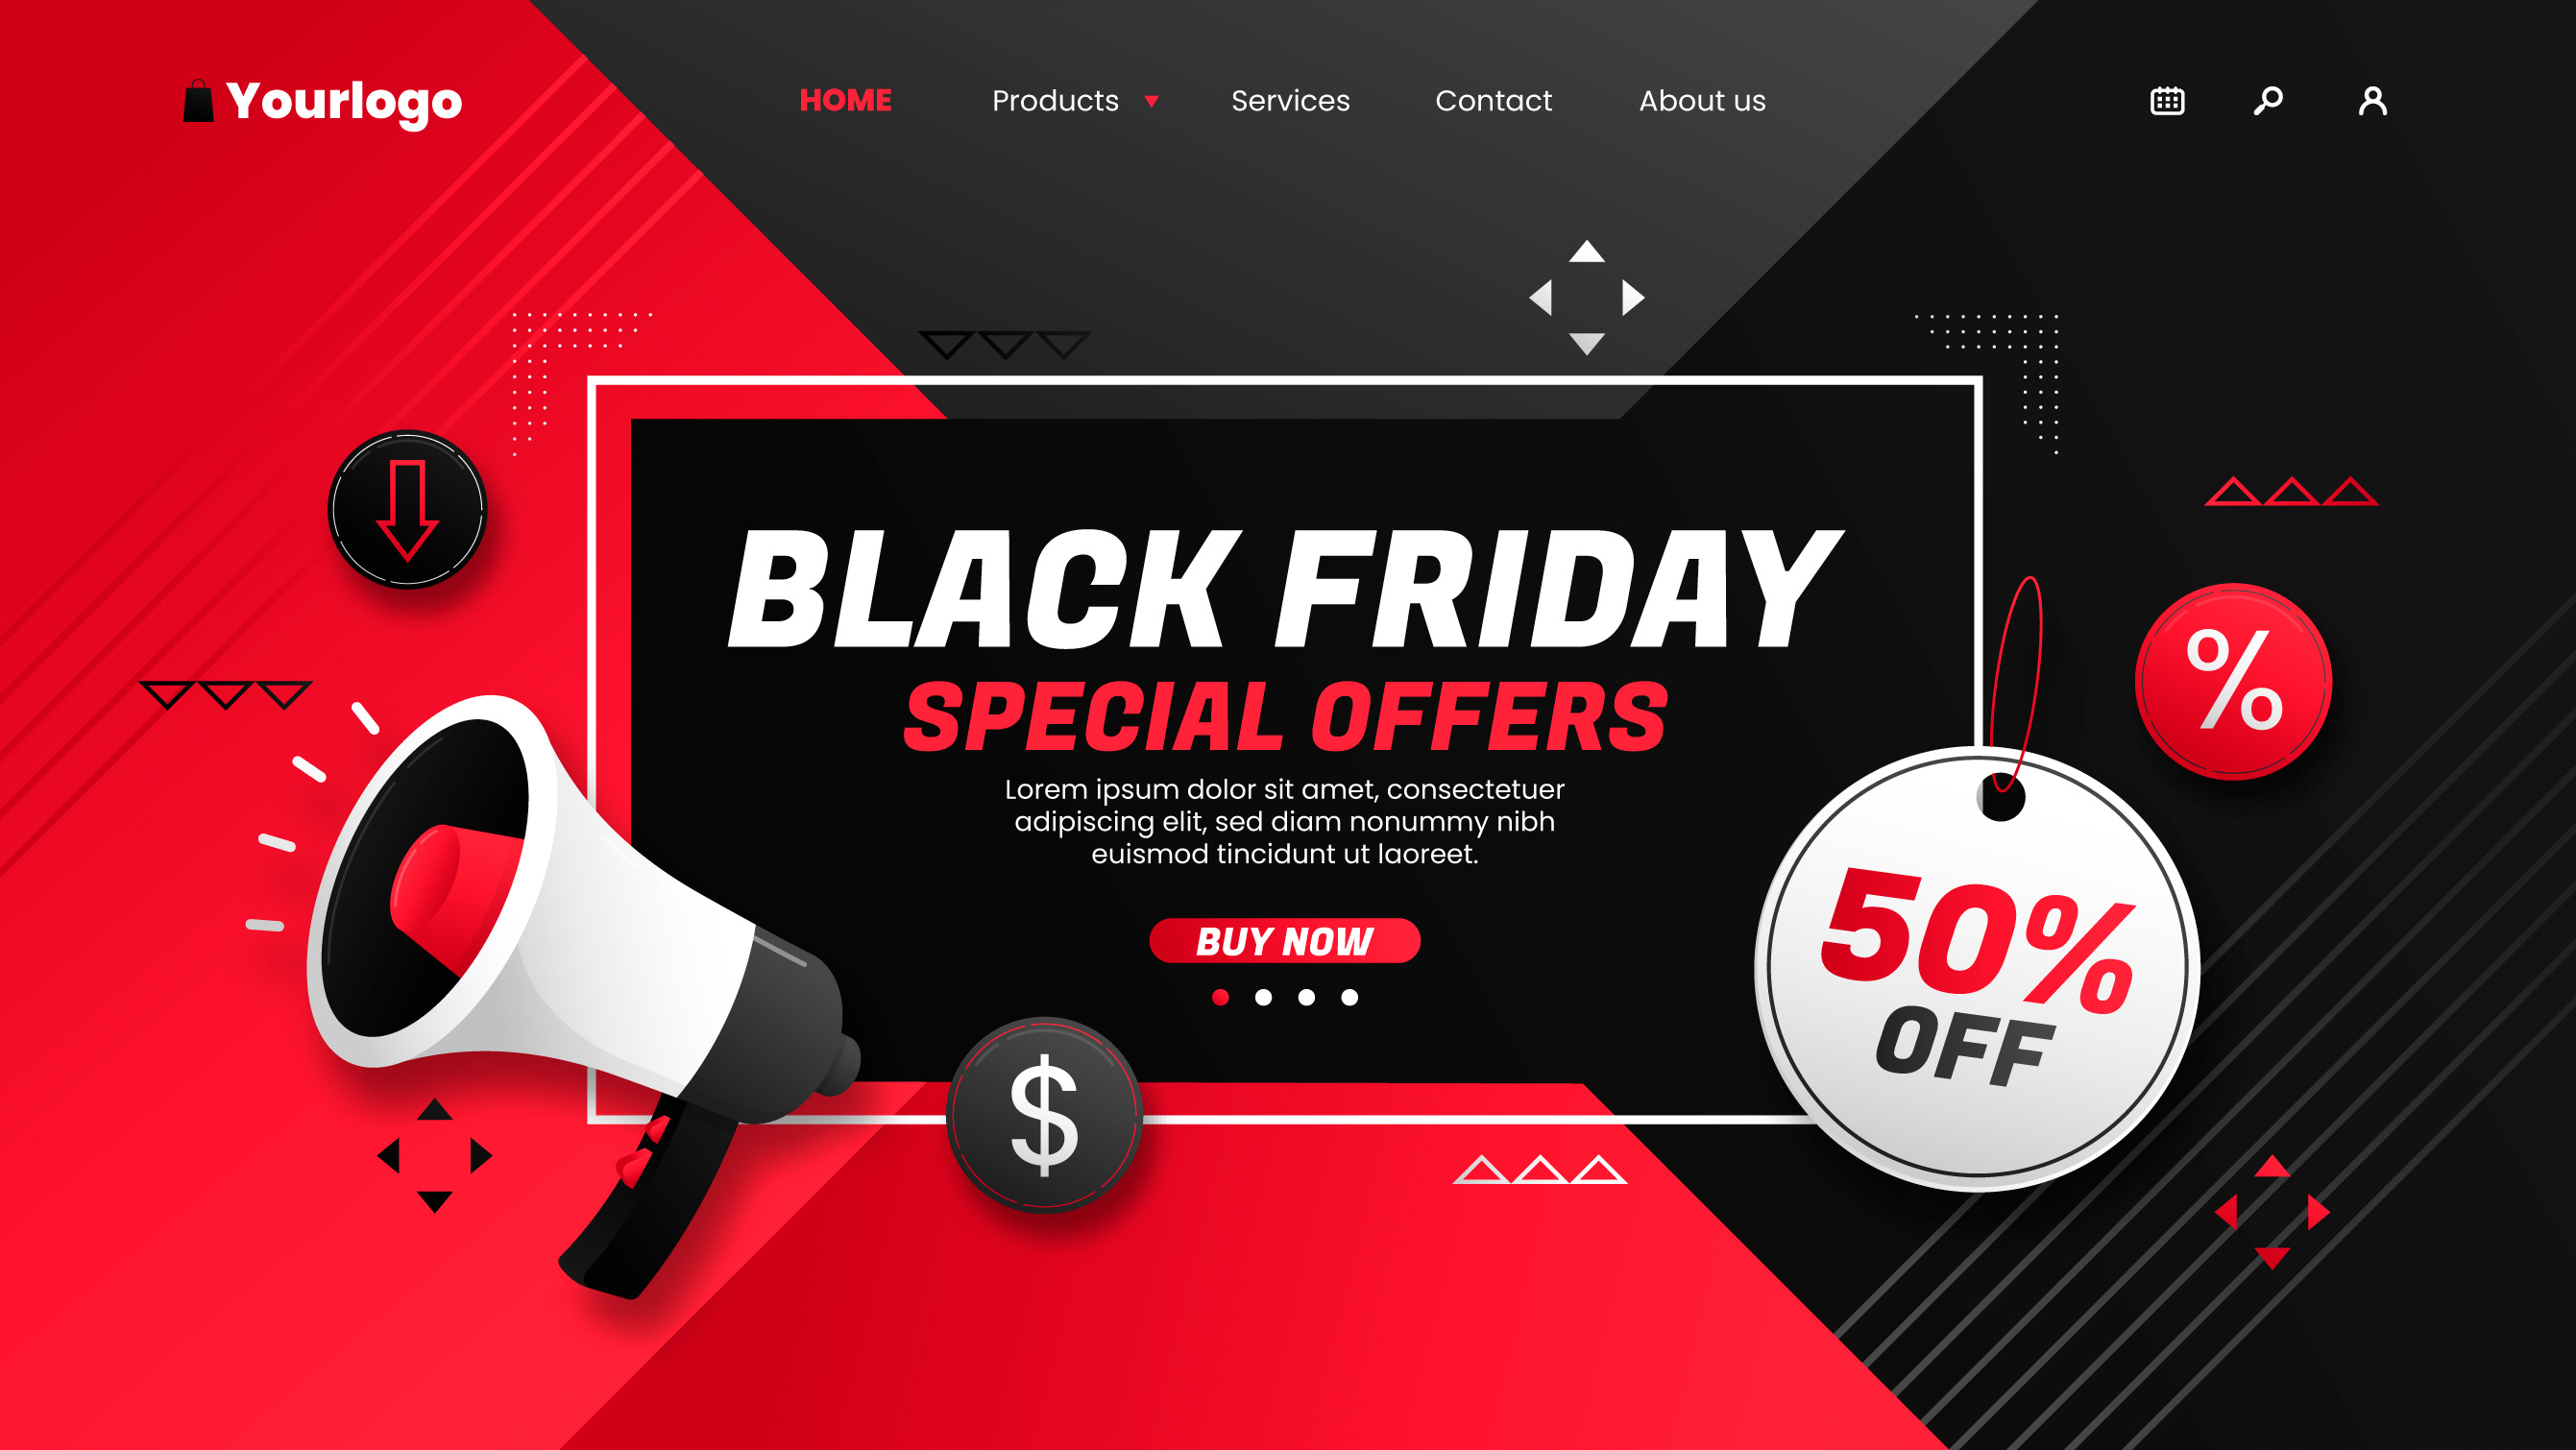 Yourlogo
HOME Products Services Contact About us
BLACK FRIDAY
SPECIAL OFFERS
Lorem ipsum dolor sit amet, consectetuer
adipiscing elit, sed diam nonummy nibh
euismod tincidunt ut laoreet.
BUY NOW
$
%
50%
OFF